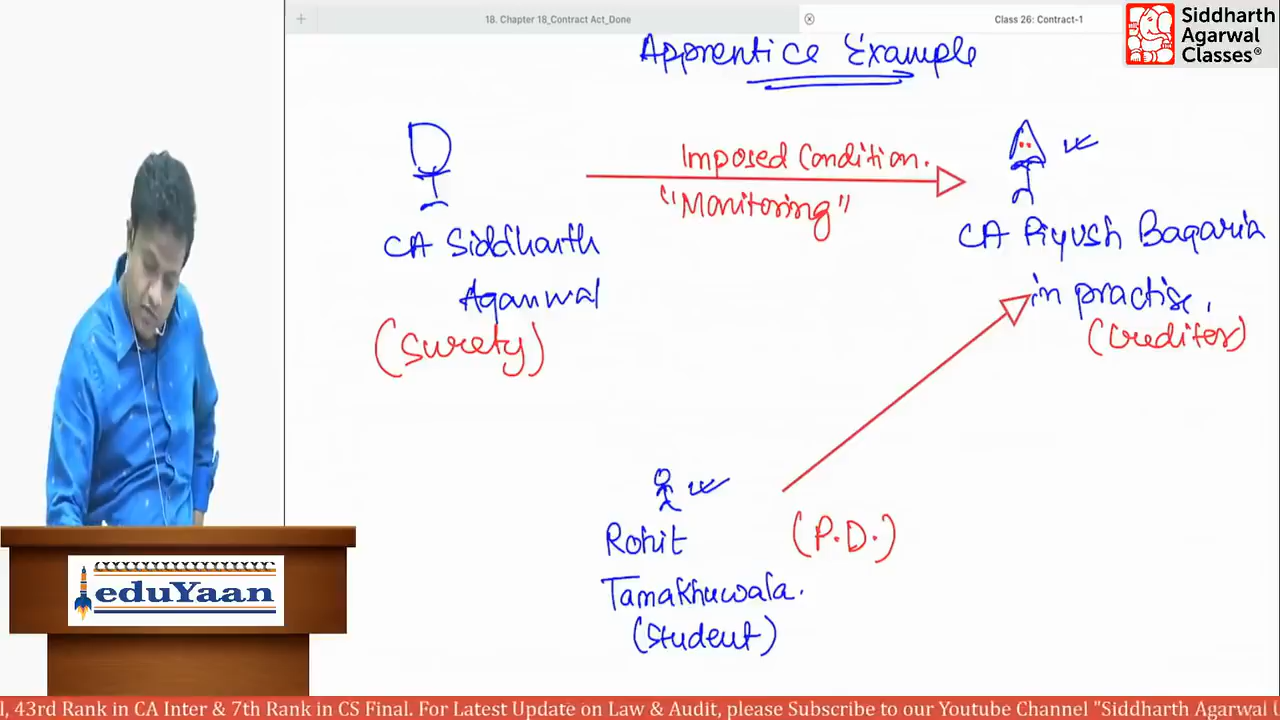 18. Chapter 18_Contract Act_Done
Class 26: Contract-1
Siddharth
Agarwal
Classes®
Apprentice Example
Imposed Condition.
"Monitoring"
CA Siddharth
Agarwal
(Surety)
CA Piyush Bagaria
in practise.
(Creditor)
Rohit
Tamakhuwala.
(Student)
(P.D.)
eduYaan
l, 43rd Rank in CA Inter & 7th Rank in CS Final. For Latest Update on Law & Audit, please Subscribe to our Youtube Channel "Siddharth Agarwal